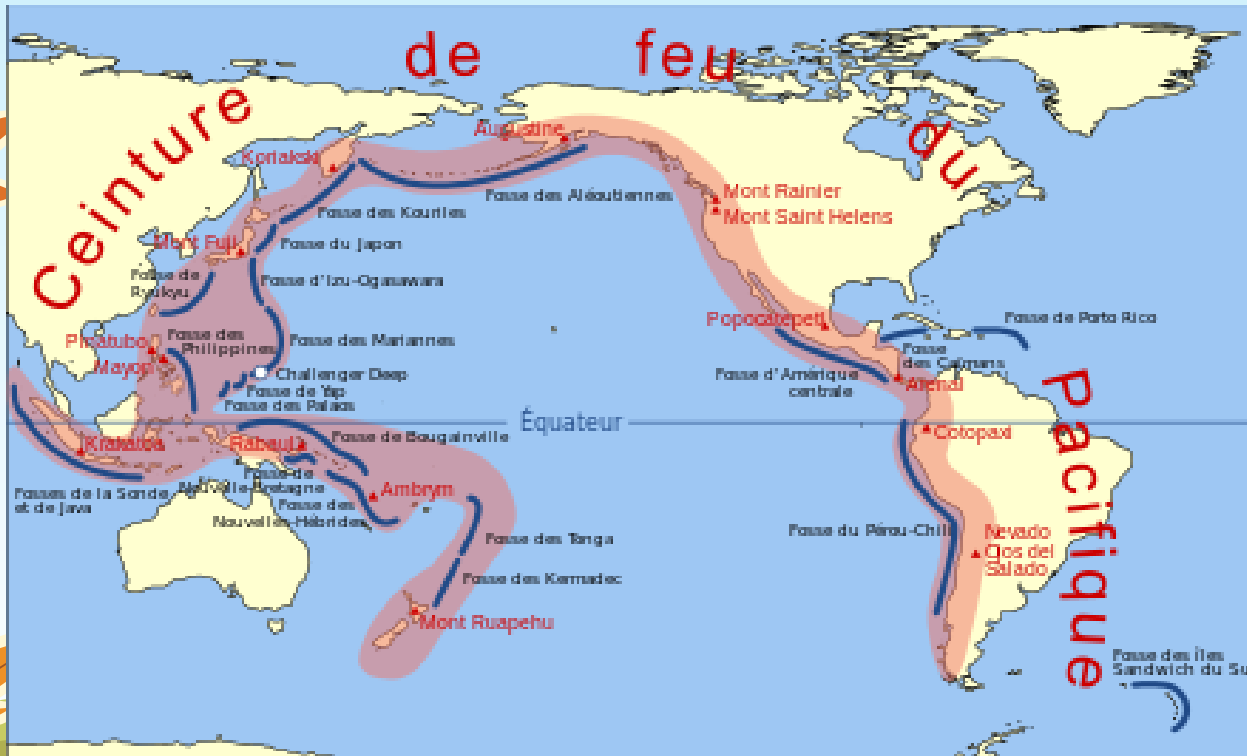 Ceinture
de
feu
du
Pacifique
Augustine
Koriakski
Fosse des Aléoutiennes
Mont Rainier
Mont Saint Helens
Fosse des Kouriles
Mont Fuji
Fosse du Japon
Fosse de
Ryukyu
Fosse d'Izu-Ogasawara
Pinatubo
Fosse des
Philippines
Mayon
Fosse des Mariannes
Challenger Deep
Fosse de Yap
Fosse des Palaos
Popocatepetl
Fosse de Porto Rico
Fosse
des Caïmans
Fosse d'Amérique
centrale
Arenal
Équateur
Krakatoa
Rabaul
Fosse de Bougainville
Cotopaxi
Fosses de la Sonde
et de Java
Fosse de
Nouvelle-Bretagne
Ambrym
Fosse des
Nouvelles-Hébrides
Fosse du Pérou-Chili
Nevado
Ojos del
Salado
Fosse des Tonga
Fosse des Kermadec
Mont Ruapehu
Fosse des îles
Sandwich du Su